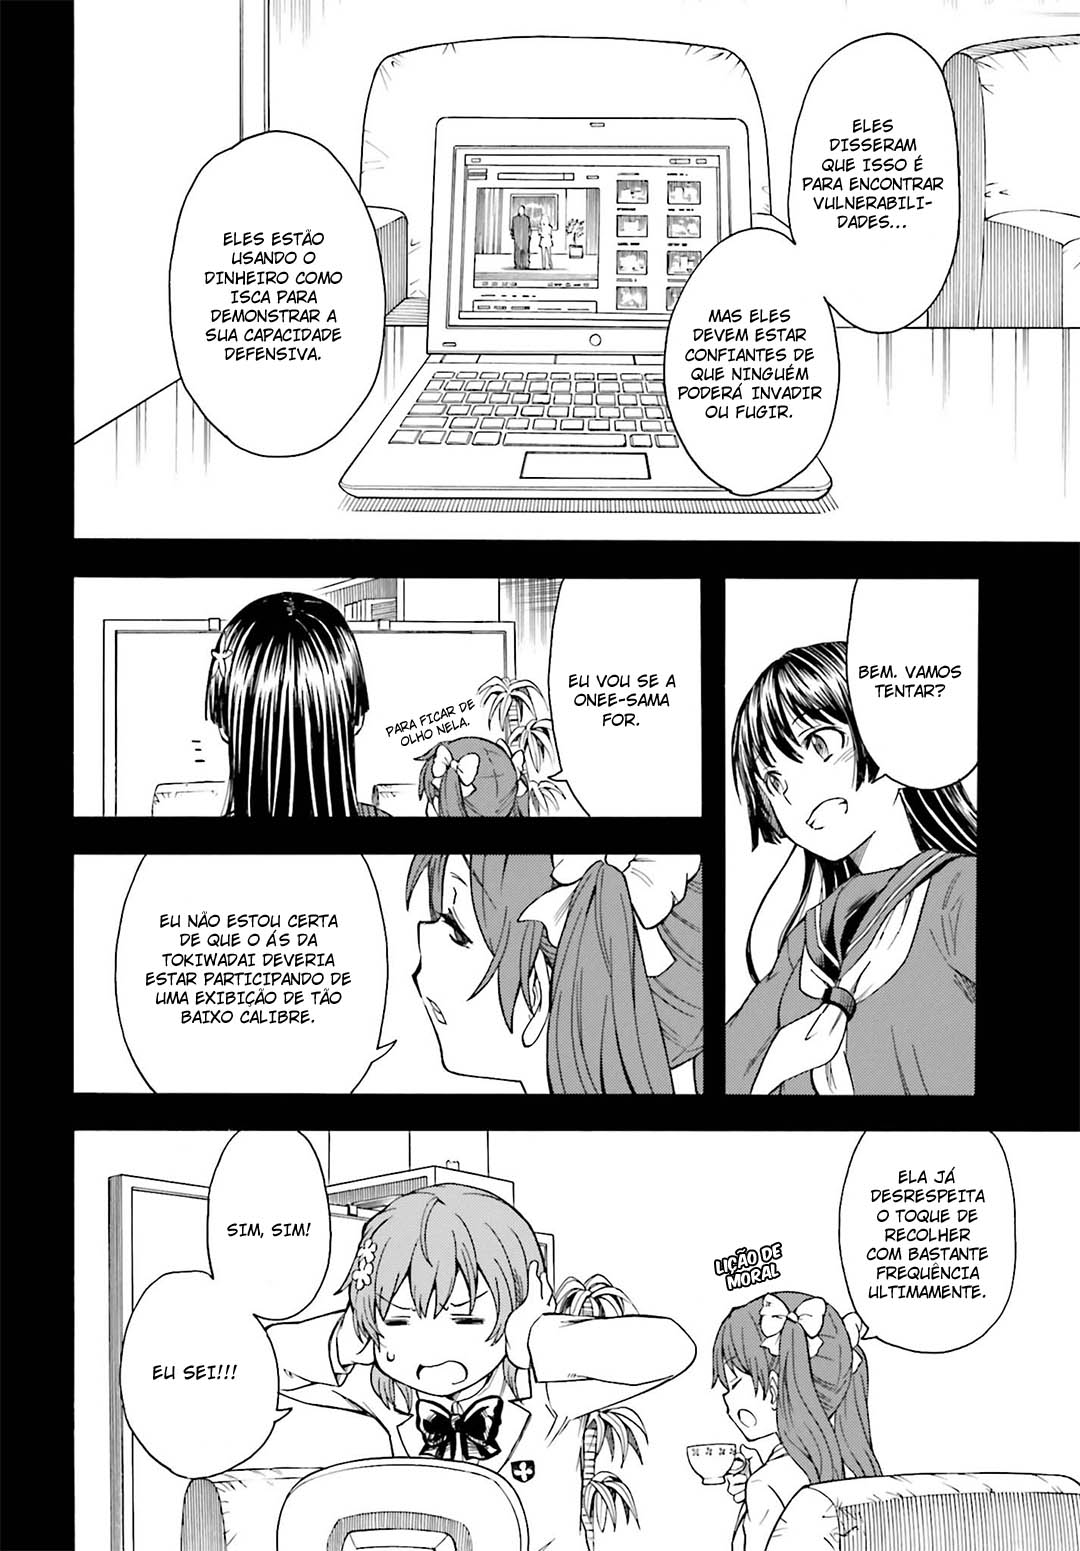 ELES
DISSERAM
QUE ISSO É
PARA ENCONTRAR
VULNERABILI-
DADES...
MAS ELES
DEVEM ESTAR
CONFIANTES DE
QUE NINGUÉM
PODERÁ INVADIR
OU FUGIR.
ELES ESTÃO
USANDO O
DINHEIRO COMO
ISCA PARA
DEMONSTRAR A
SUA CAPACIDADE
DEFENSIVA.
BEM. VAMOS
TENTAR?
EU VOU SE A
ONEE-SAMA
FOR.
PARA FICAR DE
OLHO NELA.
EU NÃO ESTOU CERTA
DE QUE O ÁS DA
TOKIWADAI DEVERIA
ESTAR PARTICIPANDO DE
UMA EXIBIÇÃO DE TÃO
BAIXO CALIBRE.
ELA JÁ
DESRESPEITA
O TOQUE DE
RECOLHER
COM BASTANTE
FREQUÊNCIA
ULTIMAMENTE.
LIÇÃO DE
MORAL
SIM, SIM!
EU SEI!!!